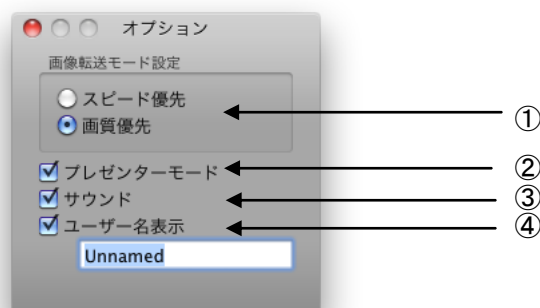 オプション
画像転送モード設定
スピード優先
画質優先
①
プレゼンターモード
②
サウンド
③
ユーザー名表示
④
Unnamed